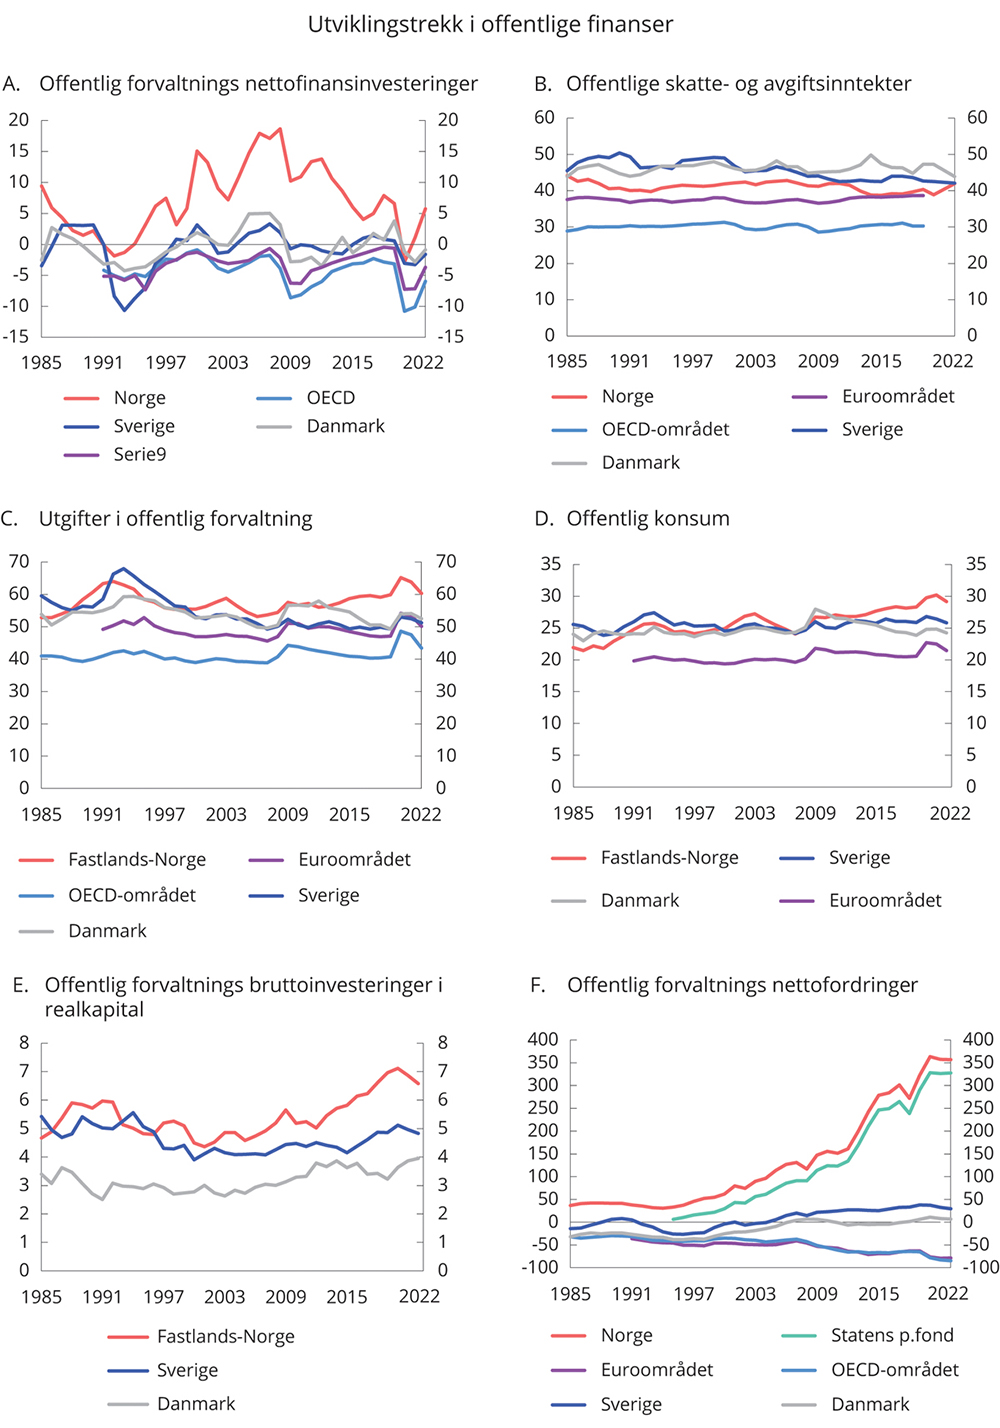 Utviklingstrekk i offentlige finanser
A. Offentlig forvaltnings nettofinansinvesteringer
20 20
15 15
10 10
5 5
0 0
-5 -5
-10 -10
-15 -15
1985 1991 1997 2003 2009 2015 2022
Norge OECD
Sverige Danmark
Serie9
B. Offentlige skatte- og avgiftsinntekter
60 60
50 50
40 40
30 30
20 20
10 10
0 0
1985 1991 1997 2003 2009 2015 2022
Norge Euroområdet
OECD-området Sverige
Danmark
C. Utgifter i offentlig forvaltning
70 70
60 60
50 50
40 40
30 30
20 20
10 10
0 0
1985 1991 1997 2003 2009 2015 2022
Fastlands-Norge Euroområdet
OECD-området Sverige
Danmark
D. Offentlig konsum
35 35
30 30
25 25
20 20
15 15
10 10
5 5
0 0
1985 1991 1997 2003 2009 2015 2022
Fastlands-Norge Sverige
Danmark Euroområdet
E. Offentlig forvaltnings bruttoinvesteringer i
realkapital
8 8
7 7
6 6
5 5
4 4
3 3
2 2
1 1
0 0
1985 1991 1997 2003 2009 2015 2022
Fastlands-Norge
Sverige
Danmark
F. Offentlig forvaltnings nettofordringer
400 400
350 350
300 300
250 250
200 200
150 150
100 100
50 50
0 0
-50 -50
-100 -100
1985 1991 1997 2003 2009 2015 2022
Norge Statens p.fond
Euroområdet OECD-området
Sverige Danmark